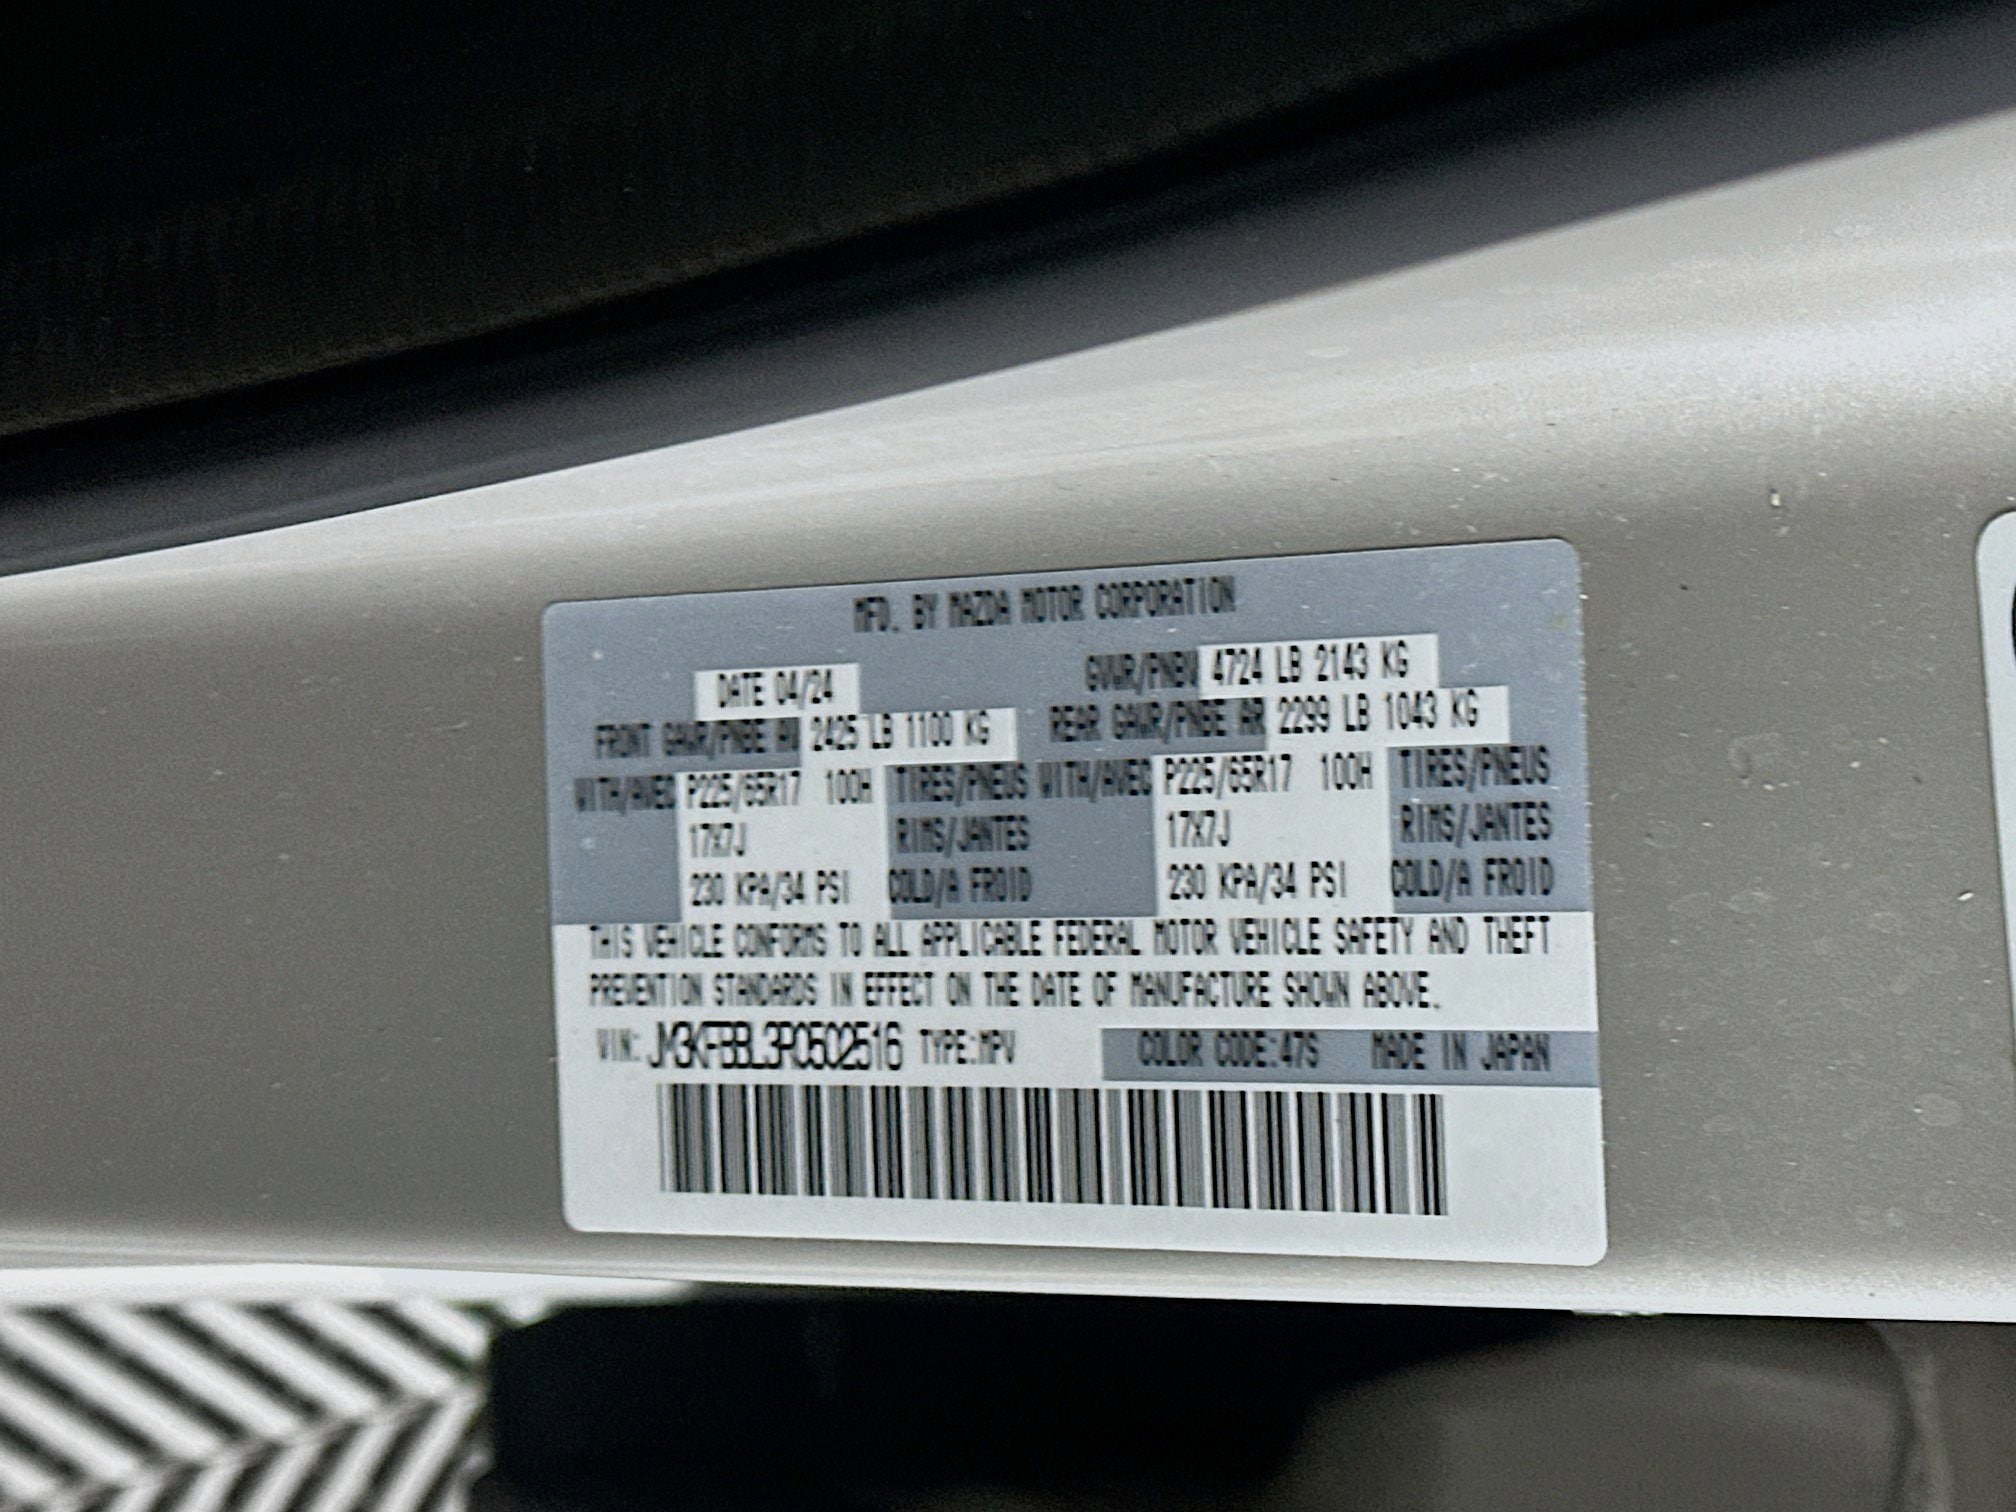 MFD. BY MAZDA MOTOR CORPORATION
DATE 04/24 GVWR/PNBV 4724 LB 2143 KG
FRONT GAWR/PNBE AV 2425 LB 1100 KG REAR GAWR/PNBE AR 2299 LB 1043 KG
WITH/AVEC P225/65R17 100H TIRES/PNEUS WITH/AVEC P225/65R17 100H TIRES/PNEUS
17X7J RIMS/JANTES 17X7J RIMS/JANTES
230 KPA/34 PSI COLD/A FROID 230 KPA/34 PSI COLD/A FROID
THIS VEHICLE CONFORMS TO ALL APPLICABLE FEDERAL MOTOR VEHICLE SAFETY AND THEFT
PREVENTION STANDARDS IN EFFECT ON THE DATE OF MANUFACTURE SHOWN ABOVE.
VIN: JM3KFBBL3R0502516 TYPE:MPV COLOR CODE:47S MADE IN JAPAN